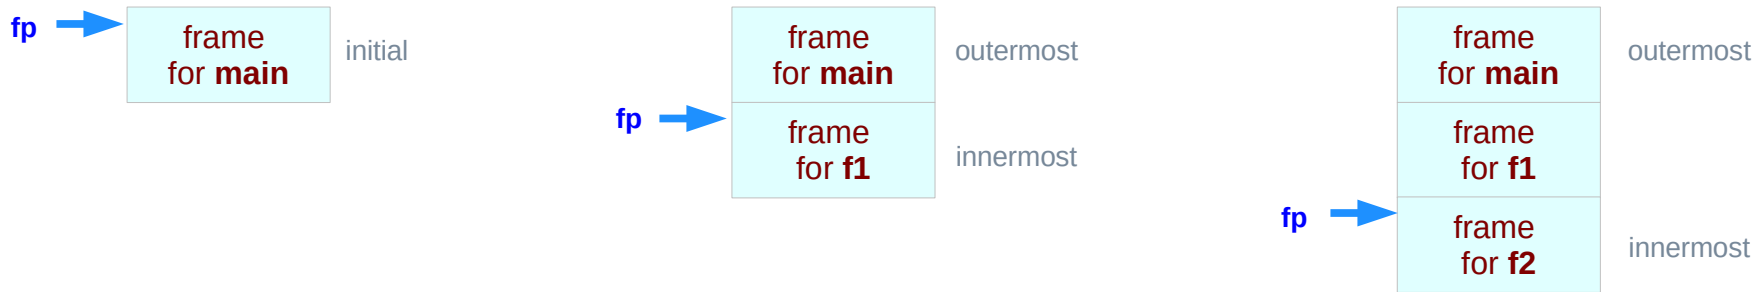 fp
frame
for main
initial
frame
for main
outermost
fp
frame
for f1
innermost
frame
for main
outermost
frame
for f1
fp
frame
for f2
innermost